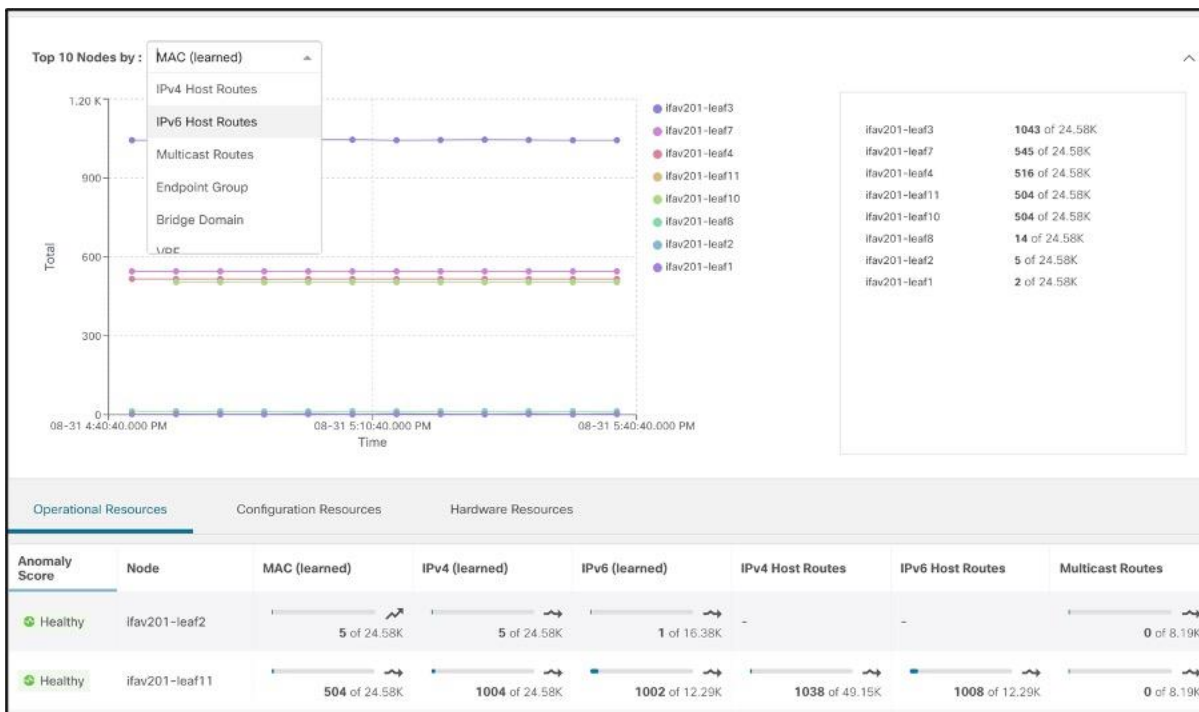 Top 10 Nodes by : MAC (learned)
IPv4 Host Routes
IPv6 Host Routes
Multicast Routes
Endpoint Group
Bridge Domain
VRF
1.20 K
900
600
300
0
Total
08-31 4:40:40.000 PM 08-31 5:10:40.000 PM 08-31 5:40:40.000 PM
Time
ifav201-leaf3
ifav201-leaf7
ifav201-leaf4
ifav201-leaf11
ifav201-leaf10
ifav201-leaf8
ifav201-leaf2
ifav201-leaf1
ifav201-leaf3 1043 of 24.58K
ifav201-leaf7 545 of 24.58K
ifav201-leaf4 516 of 24.58K
ifav201-leaf11 504 of 24.58K
ifav201-leaf10 504 of 24.58K
ifav201-leaf8 14 of 24.58K
ifav201-leaf2 5 of 24.58K
ifav201-leaf1 2 of 24.58K
Operational Resources Configuration Resources Hardware Resources
Anomaly Score Node MAC (learned) IPv4 (learned) IPv6 (learned) IPv4 Host Routes IPv6 Host Routes Multicast Routes
Healthy ifav201-leaf2 5 of 24.58K 5 of 24.58K 1 of 16.38K - - 0 of 8.19K
Healthy ifav201-leaf11 504 of 24.58K 1004 of 24.58K 1002 of 12.29K 1038 of 49.15K 1008 of 12.29K 0 of 8.19K